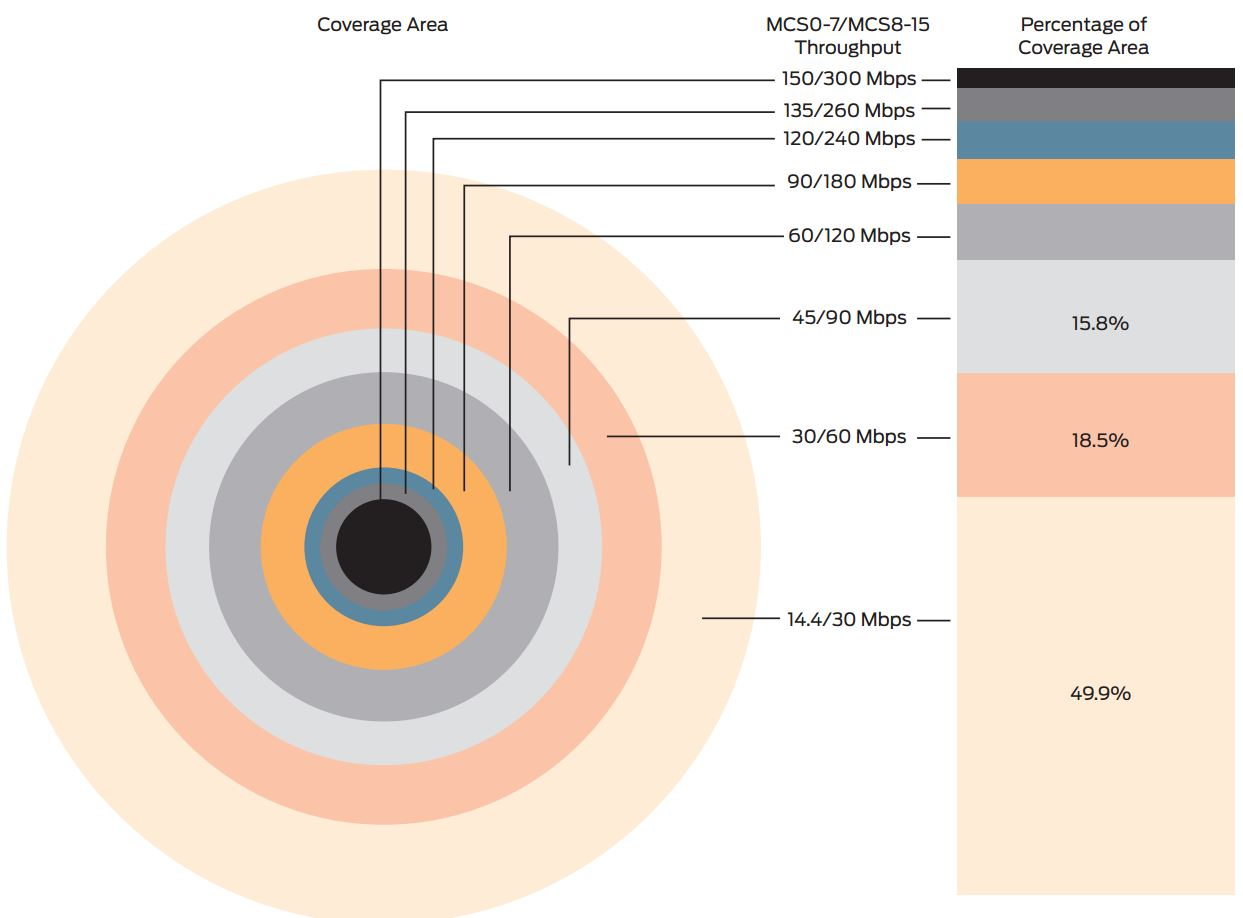 Coverage Area
MCS0-7/MCS8-15
Throughput
Percentage of
Coverage Area
150/300 Mbps
135/260 Mbps
120/240 Mbps
90/180 Mbps
60/120 Mbps
45/90 Mbps
15.8%
30/60 Mbps
18.5%
14.4/30 Mbps
49.9%